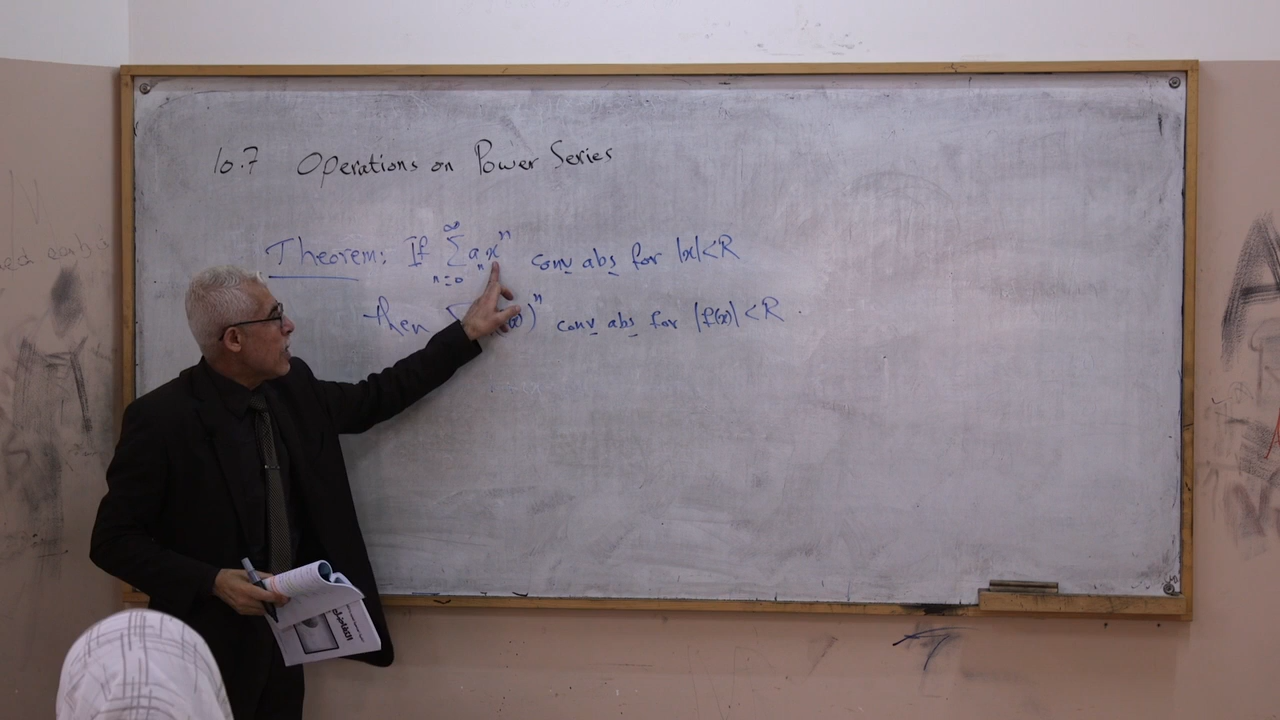 10.7 Operations on Power Series
Theorem: If ∑_{n=0}^{∞} a_n x^n conv abs for |x|<R
then (x))^n conv abs for |f(x)| <R.